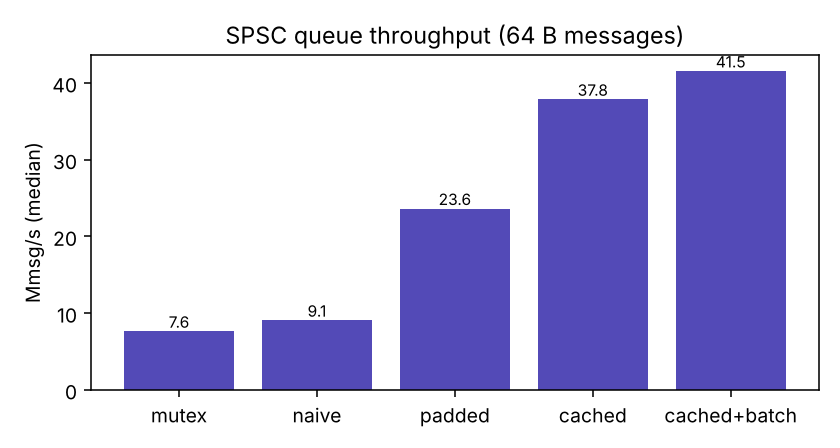 SPSC queue throughput (64 B messages)
Mmsg/s (median)
40
30
20
10
0
7.6
9.1
23.6
37.8
41.5
mutex
naive
padded
cached
cached+batch